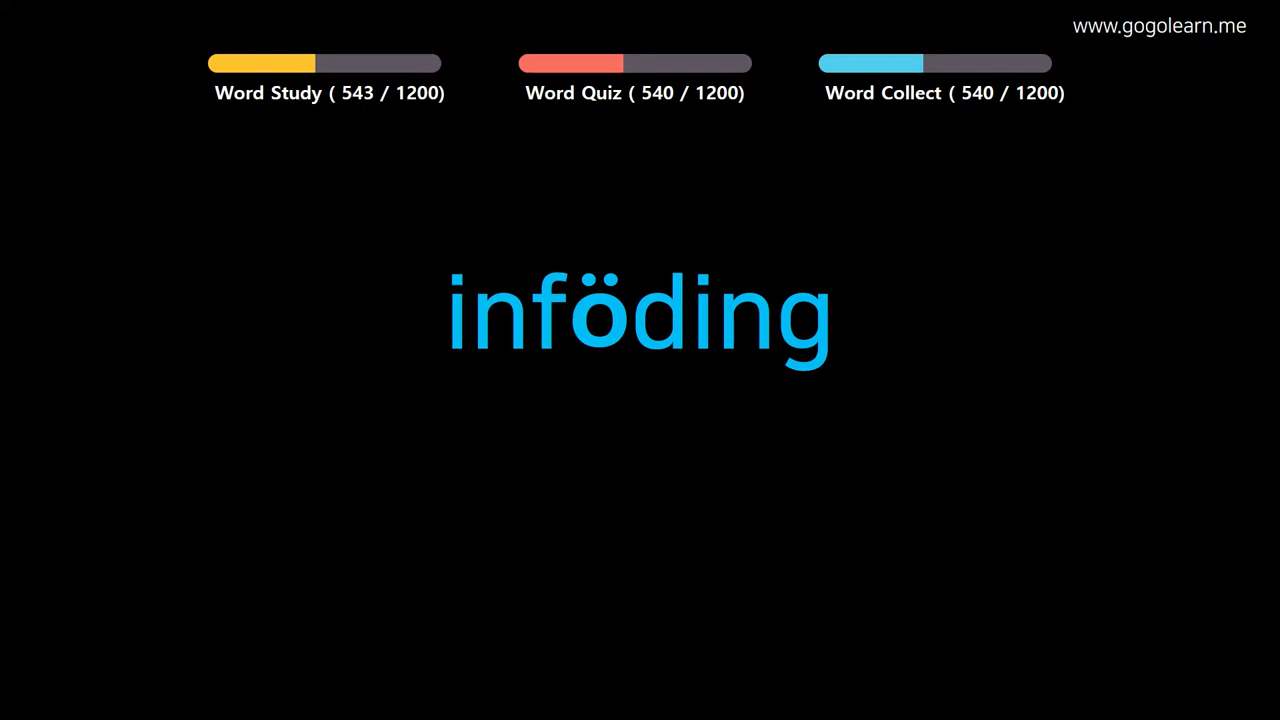 www.gogolearn.me
Word Study ( 543 / 1200)
Word Quiz ( 540 / 1200)
Word Collect ( 540 / 1200)
inföding